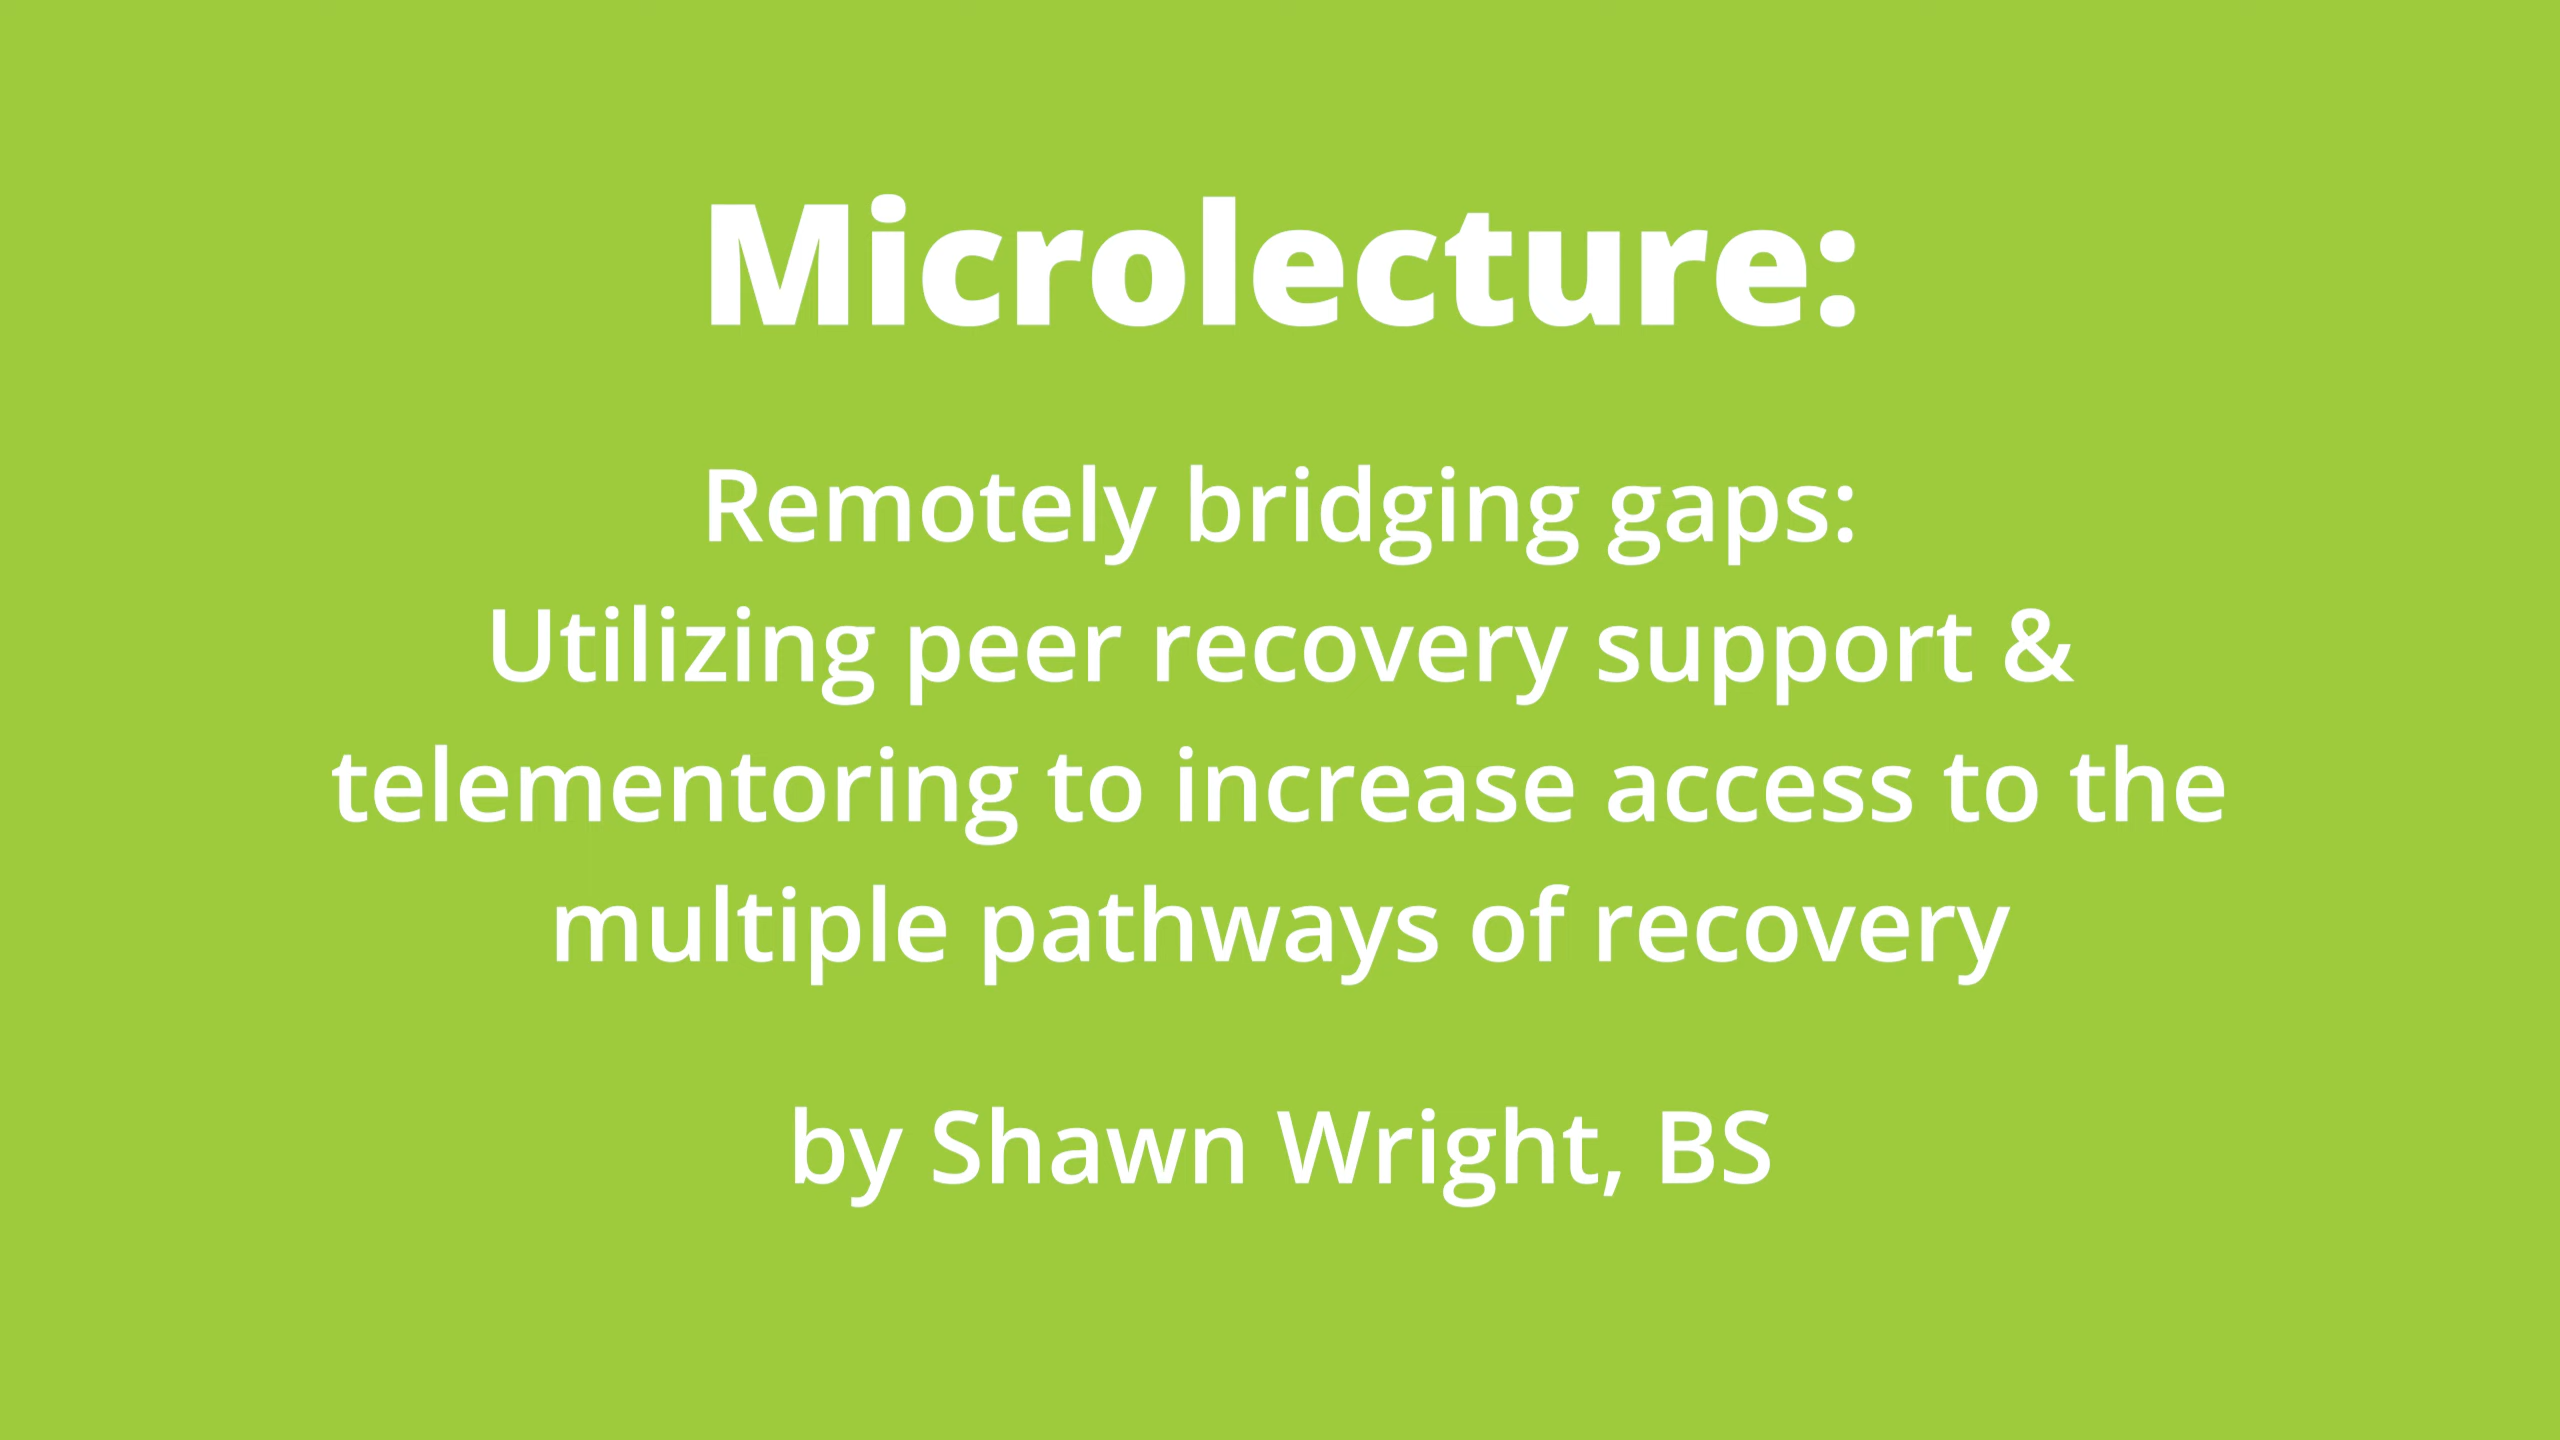 Microlecture:
Remotely bridging gaps:
Utilizing peer recovery support &
telementoring to increase access to the
multiple pathways of recovery
by Shawn Wright, BS